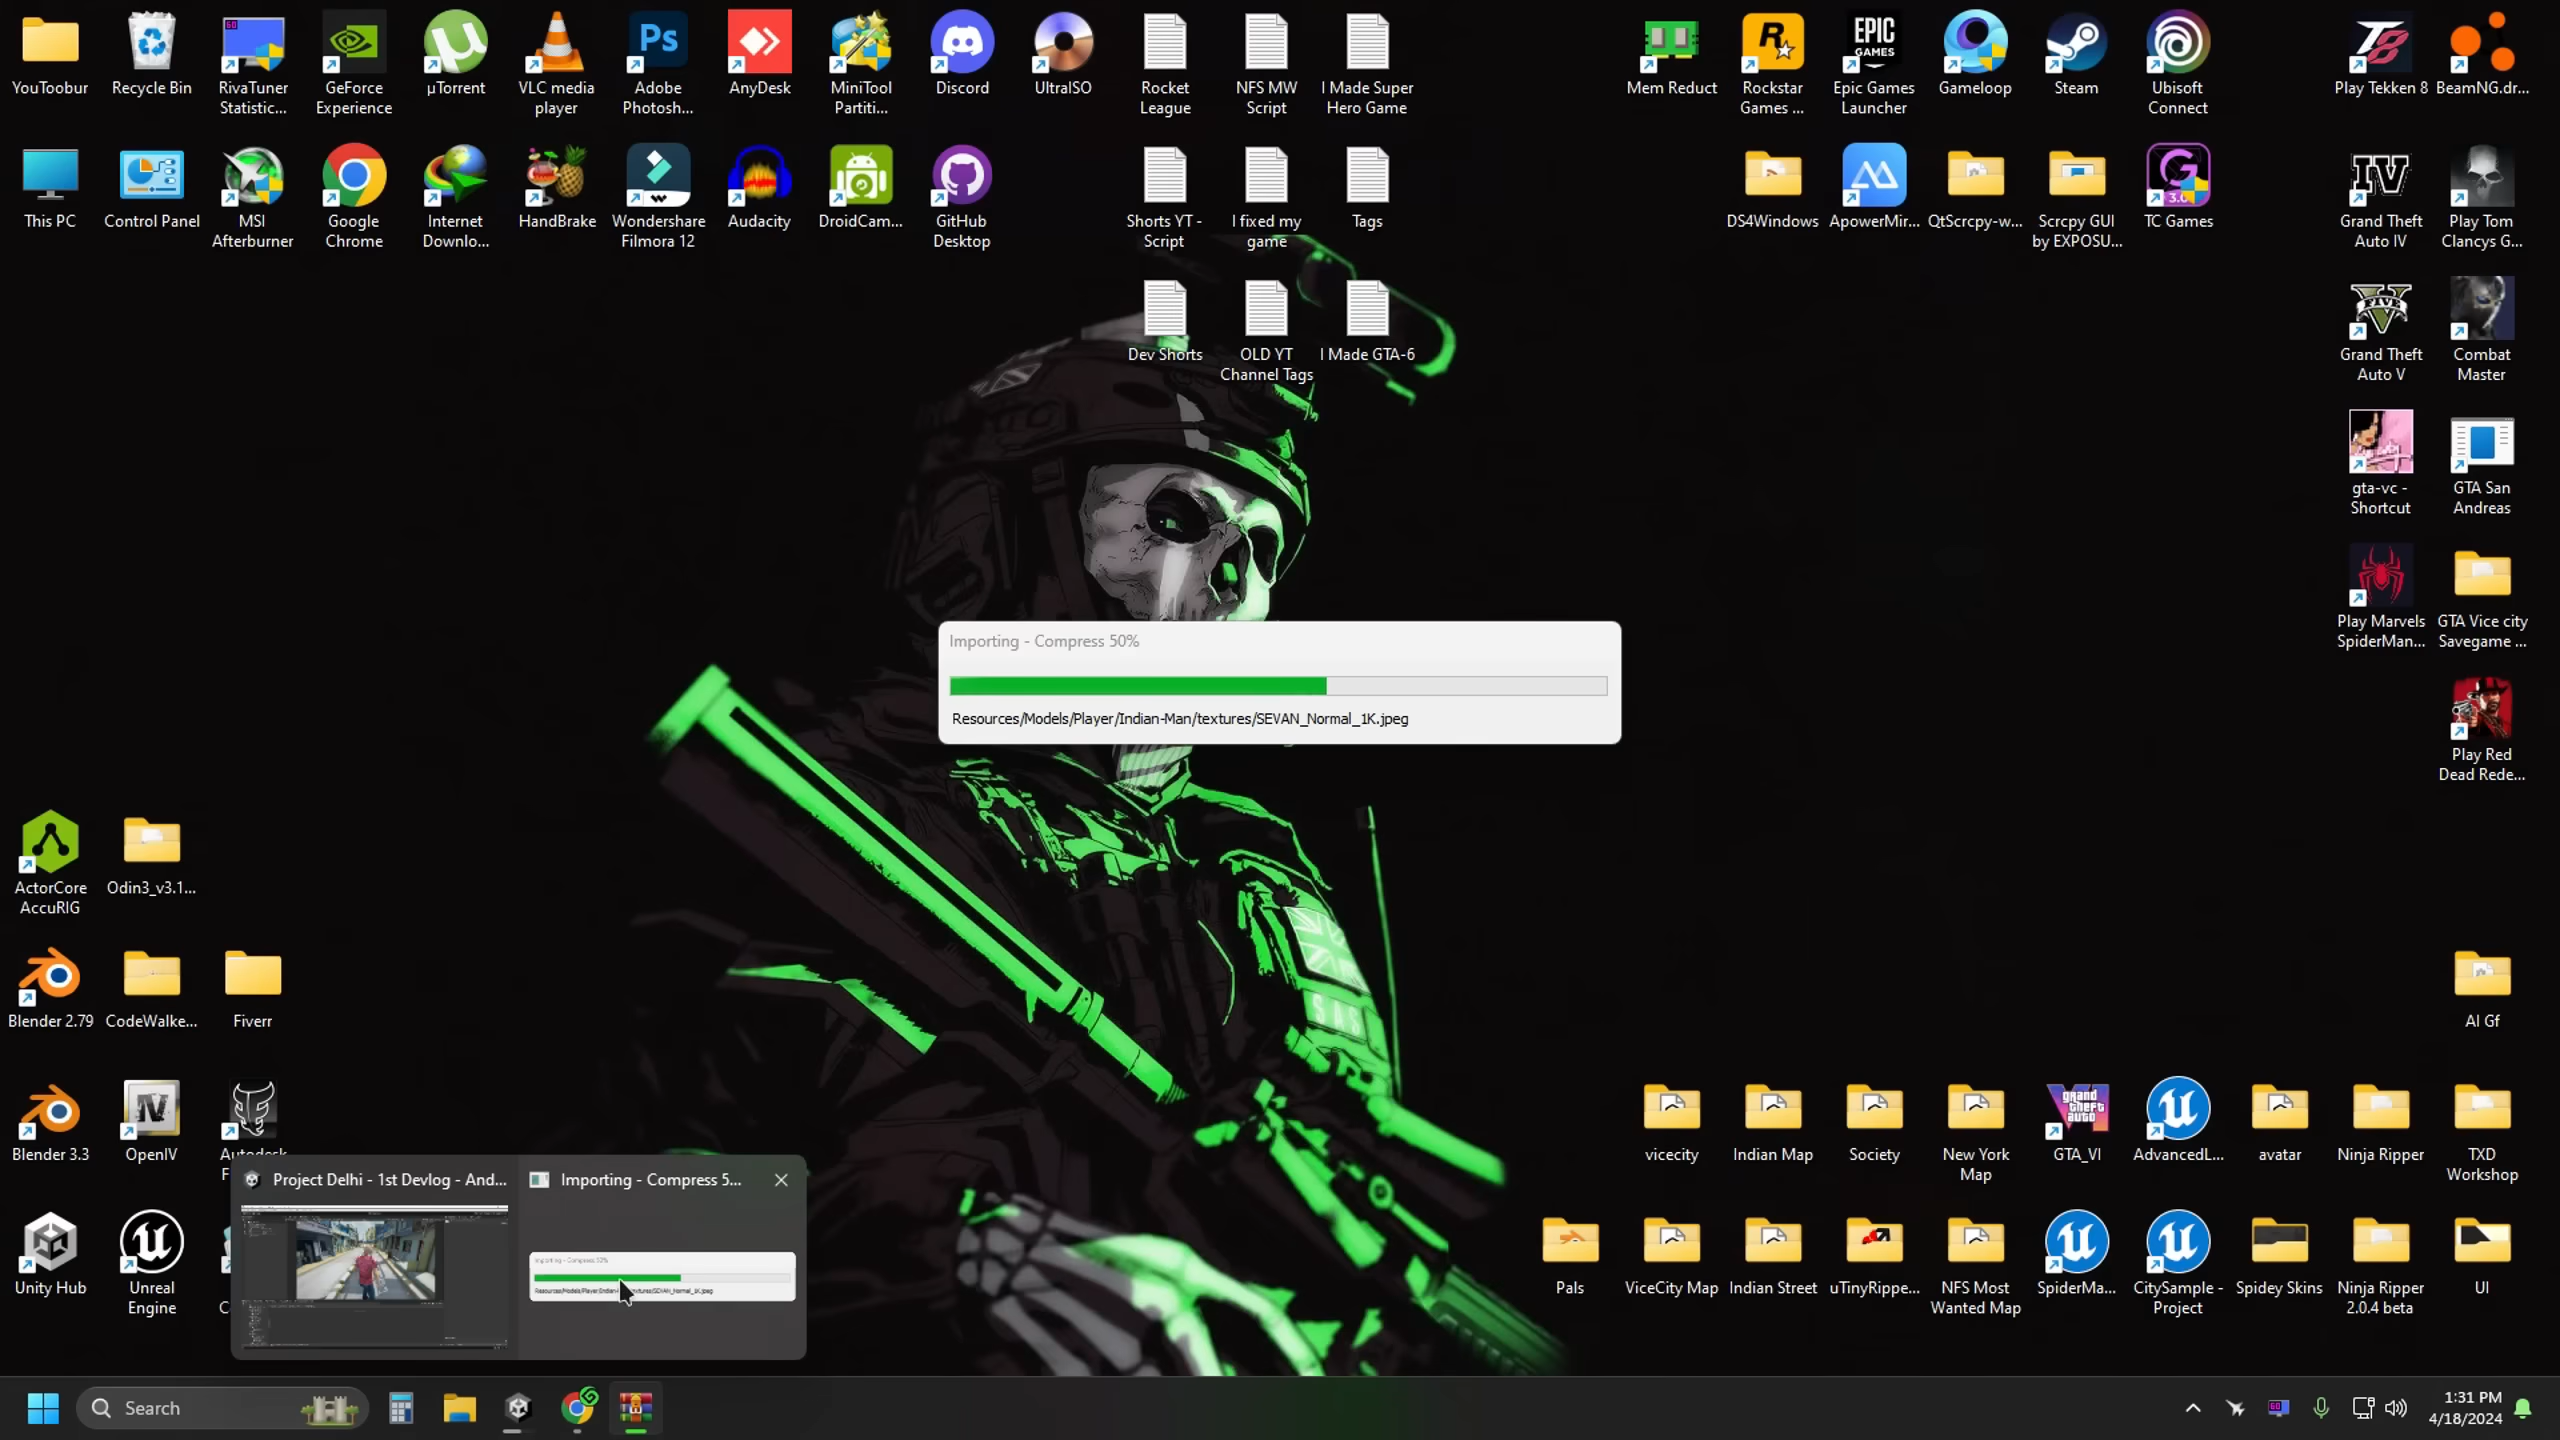 YouToobur
Recycle Bin
RivaTuner
Statistic...
GeForce
Experience
µTorrent
VLC media
player
Adobe
Photosh...
AnyDesk
MiniTool
Partiti...
Discord
UltraISO
Rocket
League
NFS MW
Script
I Made Super
Hero Game
Mem Reduct
Rockstar
Games ...
Epic Games
Launcher
Gameloop
Steam
Ubisoft
Connect
Play Tekken 8
BeamNG.dr...
This PC
Control Panel
MSI
Afterburner
Google
Chrome
Internet
Downlo...
HandBrake
Wondershare
Filmora 12
Audacity
DroidCam...
GitHub
Desktop
Shorts YT -
Script
I fixed my
game
Tags
DS4Windows
ApowerMir...
QtScrcpy-w...
Scrcpy GUI
by EXPOSU...
TC Games
Grand Theft
Auto IV
Play Tom
Clancys G...
Dev Shorts
OLD YT
Channel Tags
I Made GTA-6
Grand Theft
Auto V
Combat
Master
gta-vc -
Shortcut
GTA San
Andreas
Play Marvels
SpiderMan...
GTA Vice city
Savegame ...
Importing - Compress 50%
Resources/Models/Player/Indian-Man/textures/SEVAN_Normal_1K.jpeg
Play Red
Dead Rede...
ActorCore
AccuRIG
Odin3_v3.1...
Blender 2.79
CodeWalke...
Fiverr
AI Gf
Blender 3.3
OpenIV
Autodesk
vicecity
Indian Map
Society
New York
Map
GTA_VI
AdvancedL...
avatar
Ninja Ripper
TXD
Workshop
Project Delhi - 1st Devlog - And...
Importing - Compress 5...
Unity Hub
Unreal
Engine
Pals
ViceCity Map
Indian Street
uTinyRippe...
NFS Most
Wanted Map
SpiderMa...
CitySample -
Project
Spidey Skins
Ninja Ripper
2.0.4 beta
UI
Search
1:31 PM
4/18/2024